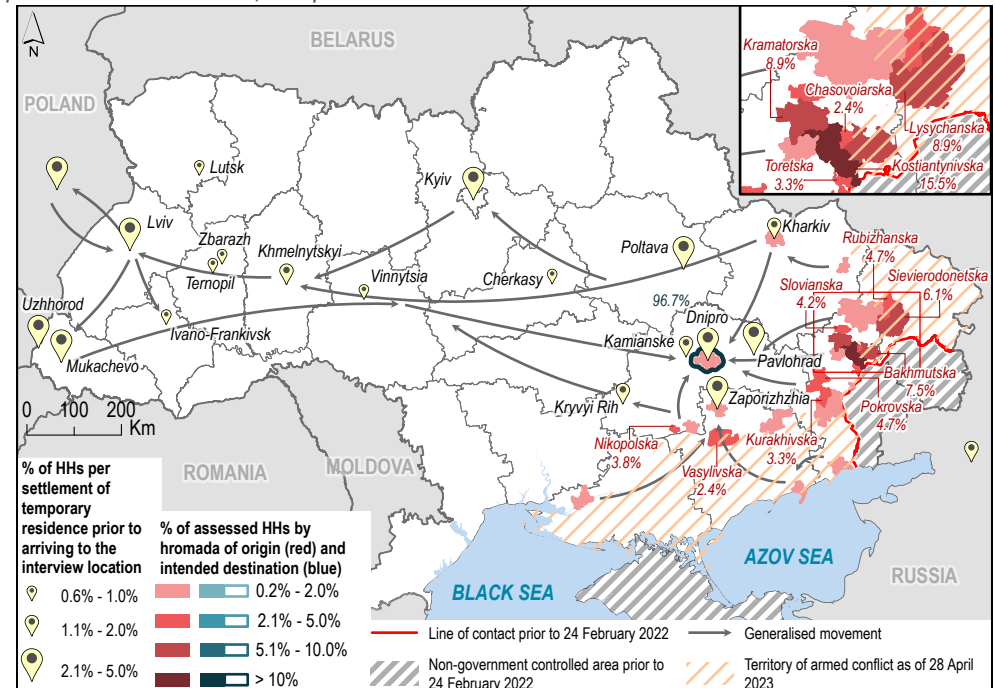 N
BELARUS
POLAND
Kramatorska
8.9%
Chasovoiarska
2.4%
Lysychanska
8.9%
Toretska
3.3%
Kostiantynivska
15.5%
Lutsk
Kyiv
Lviv
Zbarazh
Ternopil
Khmelnytskyi
Vinnytsia
Cherkasy
Poltava
Kharkiv
Rubizhanska
4.7%
Sievierodonetska
6.1%
Slovianska
4.2%
96.7%
Dnipro
Kamianske
Pavlohrad
Uzhhorod
Mukachevo
Ivano-Frankivsk
Bakhmutska
7.5%
Pokrovska
4.7%
Zaporizhzhia
Kryvyi Rih
Nikopolska
3.8%
Kurakhivska
3.3%
Vasylivska
2.4%
0 100 200
Km
ROMANIA
MOLDOVA
RUSSIA
AZOV SEA
BLACK SEA
% of HHs per
settlement of
temporary
residence prior to
arriving to the
interview location
0.6% - 1.0%
1.1% - 2.0%
2.1% - 5.0%
% of assessed HHs by
hromada of origin (red) and
intended destination (blue)
0.2% - 2.0%
2.1% - 5.0%
5.1% - 10.0%
> 10%
Line of contact prior to 24 February 2022
Generalised movement
Non-government controlled area prior to
24 February 2022
Territory of armed conflict as of 28 April
2023